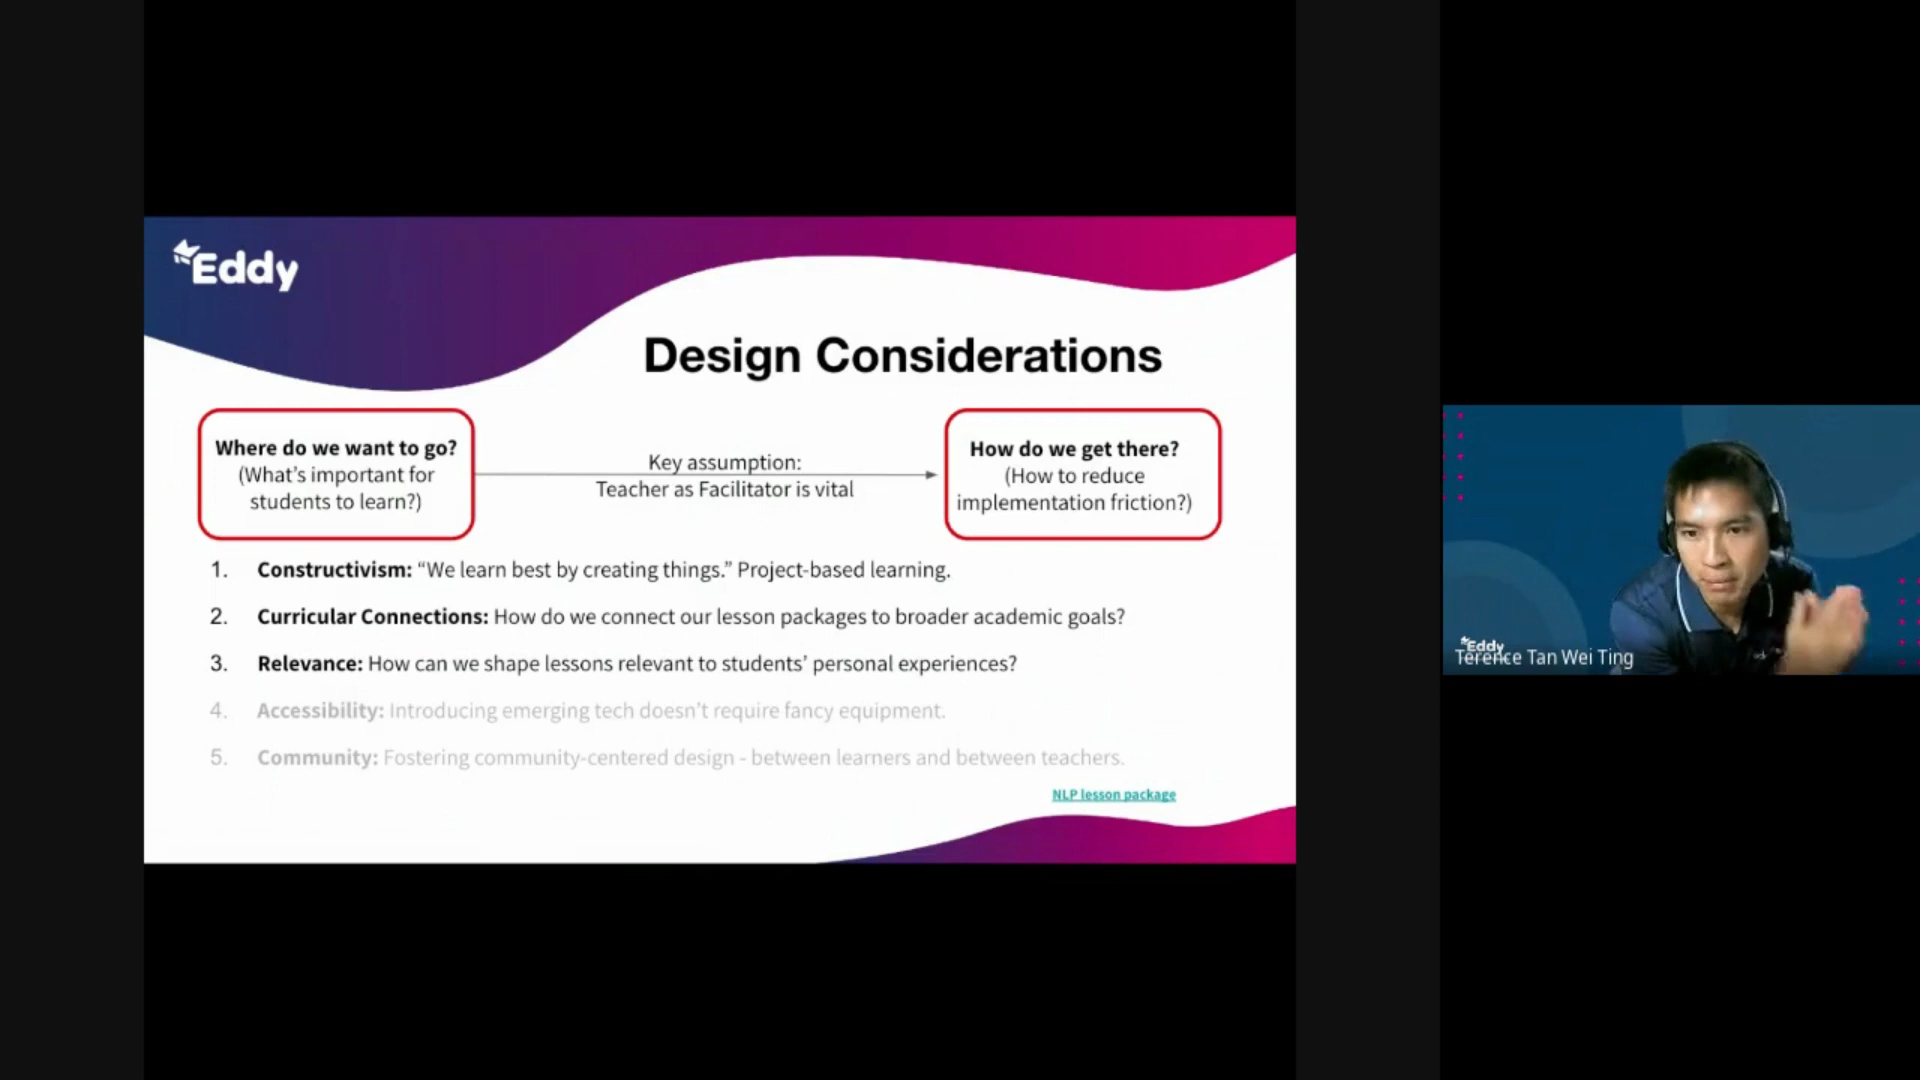 Eddy
Design Considerations
Where do we want to go?
(What's important for
students to learn?)
Key assumption:
Teacher as Facilitator is vital
How do we get there?
(How to reduce
implementation friction?)
1. Constructivism: “We learn best by creating things.” Project-based learning.
2. Curricular Connections: How do we connect our lesson packages to broader academic goals?
3. Relevance: How can we shape lessons relevant to students’ personal experiences?
4. Accessibility: Introducing emerging tech doesn’t require fancy equipment.
5. Community: Fostering community-centered design - between learners and between teachers.
NLP lesson package
Eddy
Terence Tan Wei Ting